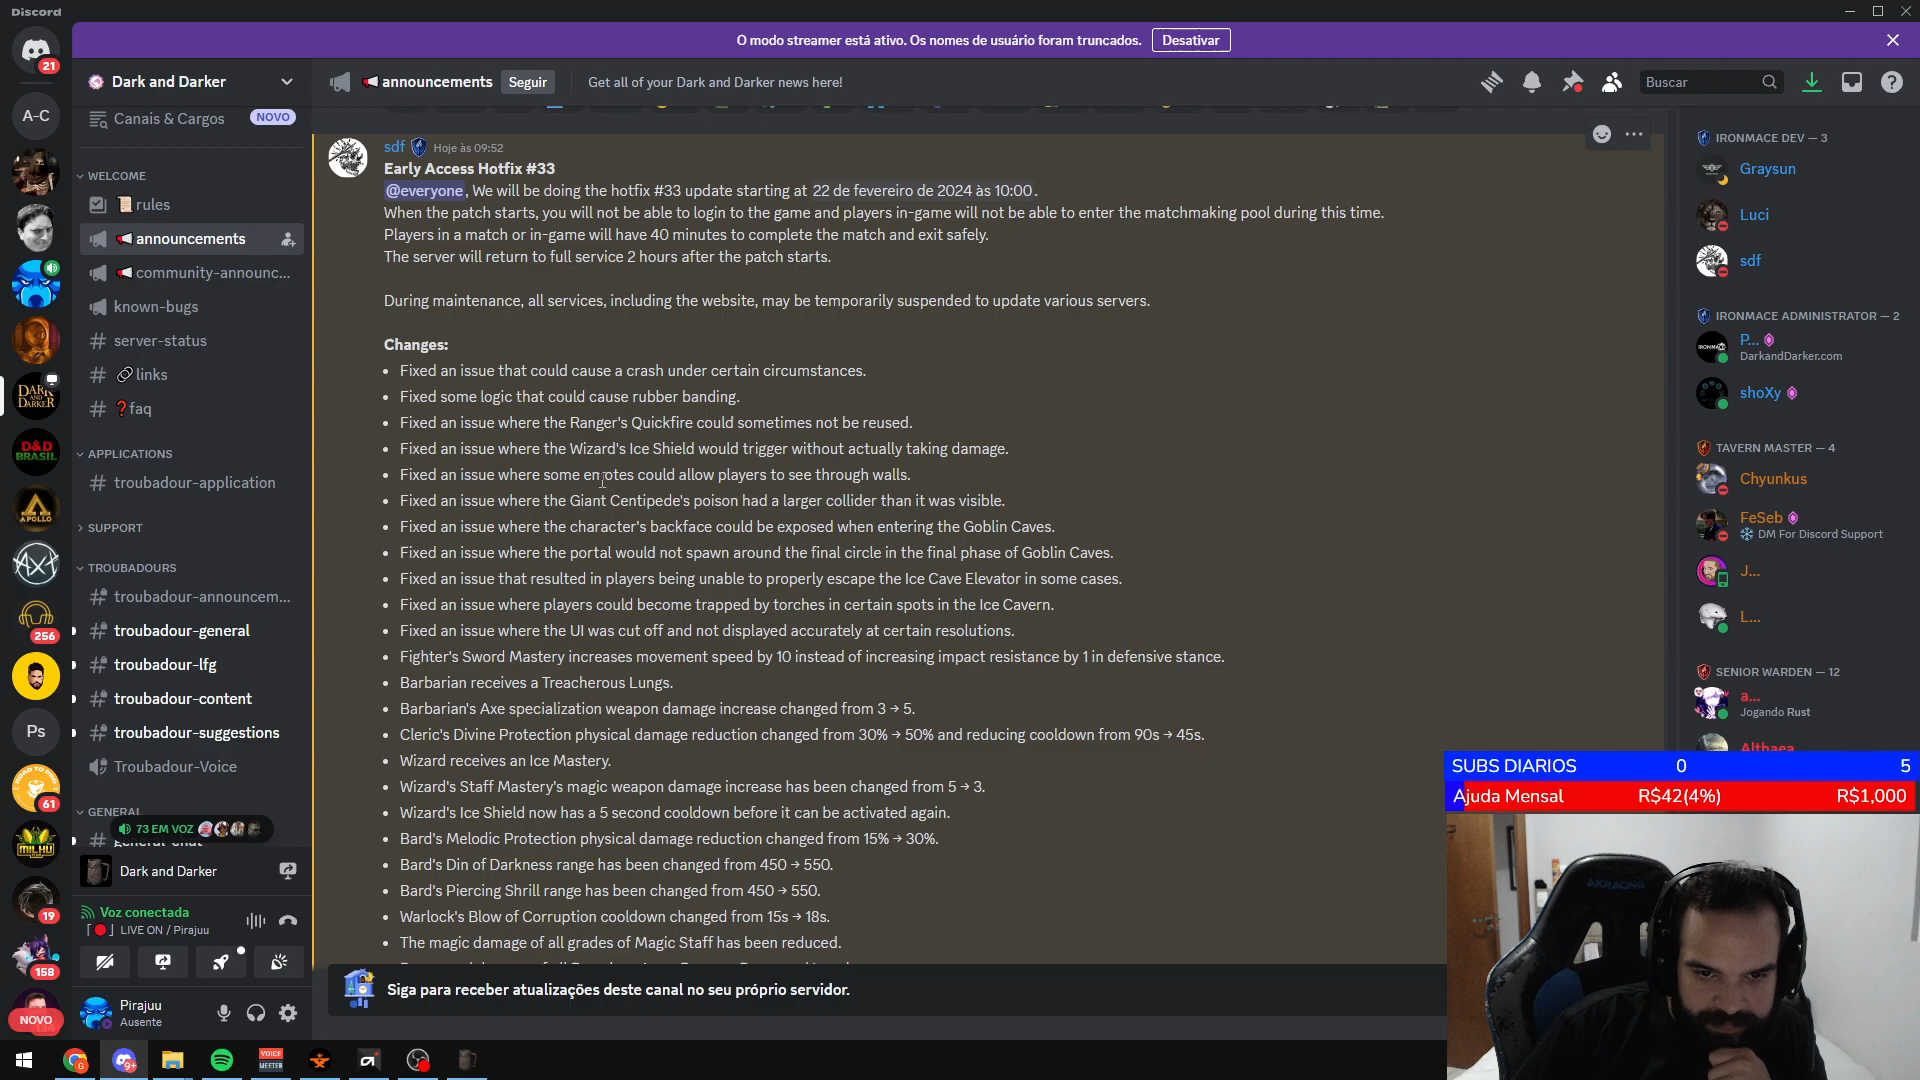 Discord
O modo streamer está ativo. Os nomes de usuário foram truncados. Desativar
21
A-C
DARK AND DARKER
D&D BRASIL
APOLLO
AXT
256
Ps
61
MILHU
19
158
NOVO
Dark and Darker
Canais & Cargos NOVO
WELCOME
rules
announcements
community-announc...
known-bugs
server-status
links
faq
APPLICATIONS
troubadour-application
SUPPORT
TROUBADOURS
troubadour-announcem...
troubadour-general
troubadour-lfg
troubadour-content
troubadour-suggestions
Troubadour-Voice
GENERAL
73 EM VOZ
general-chat
Dark and Darker
Voz conectada
LIVE ON / Pirajuu
Pirajuu
Ausente
announcements Seguir Get all of your Dark and Darker news here!
Buscar
sdf Hoje às 09:52
Early Access Hotfix #33
@everyone, We will be doing the hotfix #33 update starting at 22 de fevereiro de 2024 às 10:00.
When the patch starts, you will not be able to login to the game and players in-game will not be able to enter the matchmaking pool during this time.
Players in a match or in-game will have 40 minutes to complete the match and exit safely.
The server will return to full service 2 hours after the patch starts.
During maintenance, all services, including the website, may be temporarily suspended to update various servers.
Changes:
• Fixed an issue that could cause a crash under certain circumstances.
• Fixed some logic that could cause rubber banding.
• Fixed an issue where the Ranger's Quickfire could sometimes not be reused.
• Fixed an issue where the Wizard's Ice Shield would trigger without actually taking damage.
• Fixed an issue where some emotes could allow players to see through walls.
• Fixed an issue where the Giant Centipede's poison had a larger collider than it was visible.
• Fixed an issue where the character's backface could be exposed when entering the Goblin Caves.
• Fixed an issue where the portal would not spawn around the final circle in the final phase of Goblin Caves.
• Fixed an issue that resulted in players being unable to properly escape the Ice Cave Elevator in some cases.
• Fixed an issue where players could become trapped by torches in certain spots in the Ice Cavern.
• Fixed an issue where the UI was cut off and not displayed accurately at certain resolutions.
• Fighter's Sword Mastery increases movement speed by 10 instead of increasing impact resistance by 1 in defensive stance.
• Barbarian receives a Treacherous Lungs.
• Barbarian's Axe specialization weapon damage increase changed from 3 → 5.
• Cleric's Divine Protection physical damage reduction changed from 30% → 50% and reducing cooldown from 90s → 45s.
• Wizard receives an Ice Mastery.
• Wizard's Staff Mastery's magic weapon damage increase has been changed from 5 → 3.
• Wizard's Ice Shield now has a 5 second cooldown before it can be activated again.
• Bard's Melodic Protection physical damage reduction changed from 15% → 30%.
• Bard's Din of Darkness range has been changed from 450 → 550.
• Bard's Piercing Shrill range has been changed from 450 → 550.
• Warlock's Blow of Corruption cooldown changed from 15s → 18s.
• The magic damage of all grades of Magic Staff has been reduced.
Siga para receber atualizações deste canal no seu próprio servidor.
IRONMACE DEV — 3
Graysun
Luci
sdf
IRONMACE ADMINISTRATOR — 2
IRONMACE
P...
DarkandDarker.com
shoXy
TAVERN MASTER — 4
Chyunkus
FeSeb
DM For Discord Support
J...
L...
SENIOR WARDEN — 12
a...
Jogando Rust
Althaea
SUBS DIARIOS 0 5
Ajuda Mensal R$42(4%) R$1,000
AKRACING
9+
VOICE MEETER